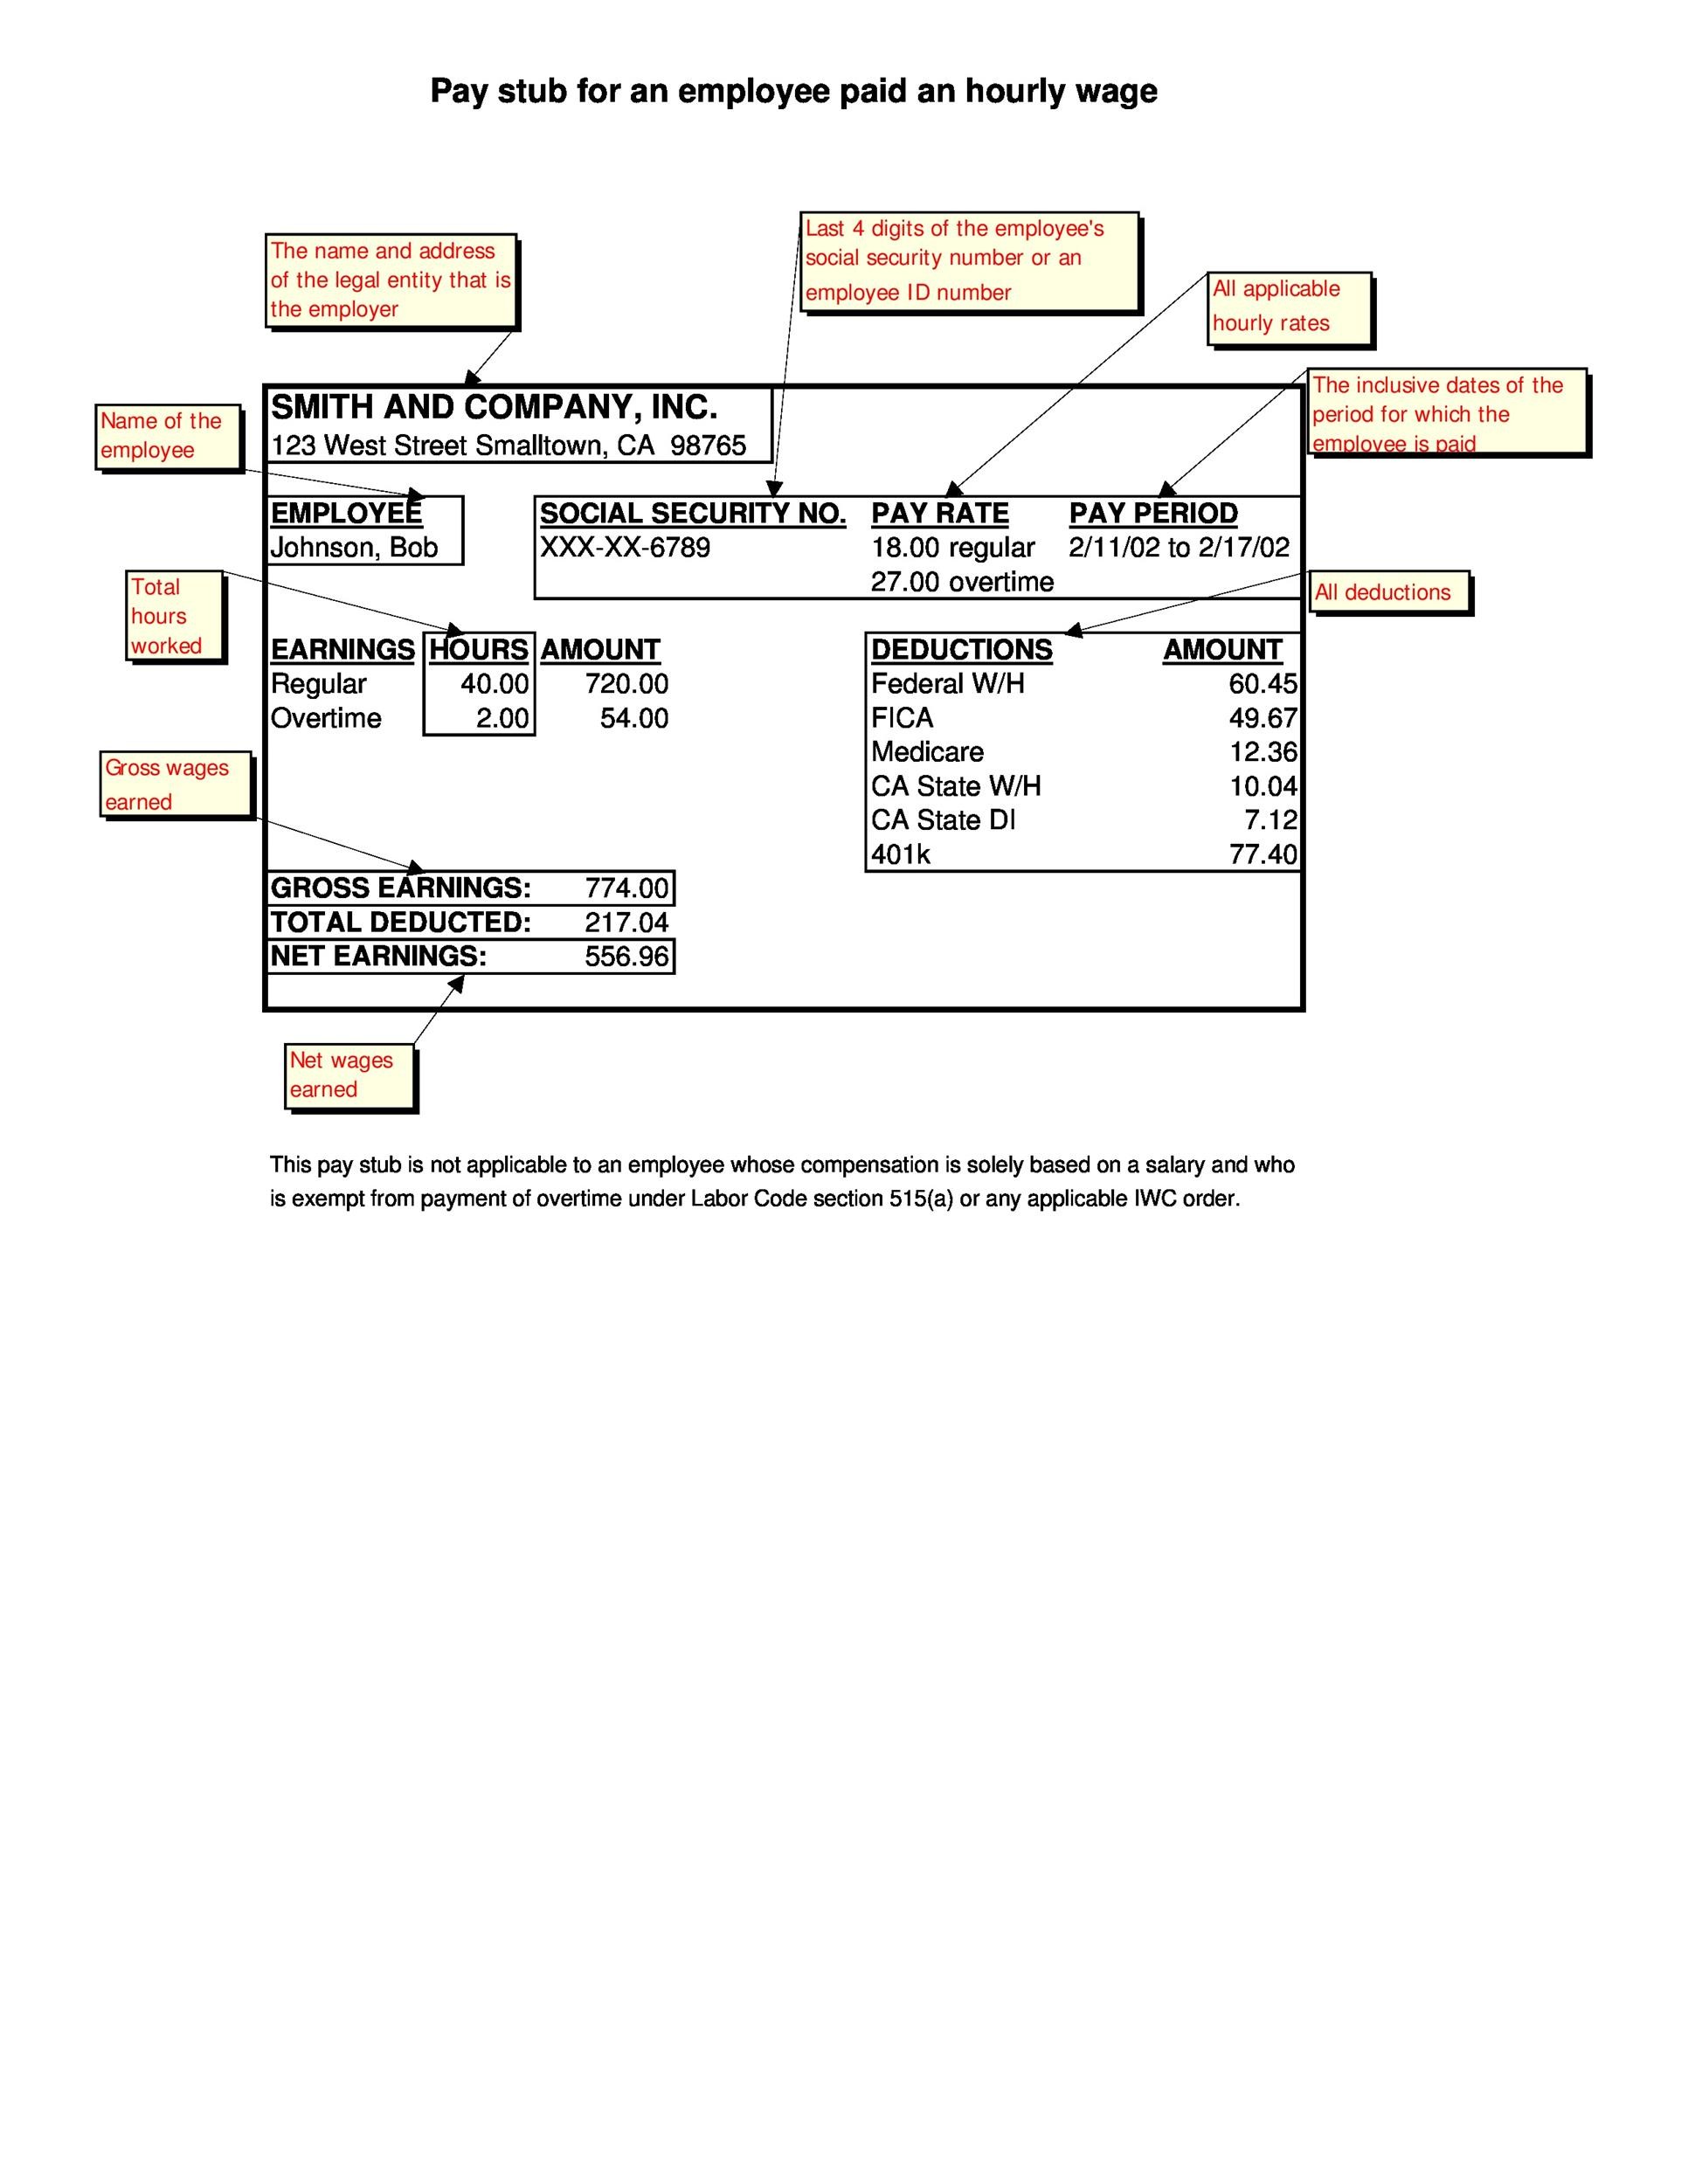 Pay stub for an employee paid an hourly wage
The name and address
of the legal entity that is
the employer
Last 4 digits of the employee's
social security number or an
employee ID number
All applicable
hourly rates
The inclusive dates of the
period for which the
employee is paid
Name of the
employee
SMITH AND COMPANY, INC.
123 West Street Smalltown, CA 98765
EMPLOYEE SOCIAL SECURITY NO. PAY RATE PAY PERIOD
Johnson, Bob XXX-XX-6789 18.00 regular 2/11/02 to 2/17/02
27.00 overtime
Total
hours
worked
All deductions
EARNINGS HOURS AMOUNT DEDUCTIONS AMOUNT
Regular 40.00 720.00 Federal W/H 60.45
Overtime 2.00 54.00 FICA 49.67
Medicare 12.36
CA State W/H 10.04
CA State DI 7.12
401k 77.40
Gross wages
earned
GROSS EARNINGS: 774.00
TOTAL DEDUCTED: 217.04
NET EARNINGS: 556.96
Net wages
earned
This pay stub is not applicable to an employee whose compensation is solely based on a salary and who
is exempt from payment of overtime under Labor Code section 515(a) or any applicable IWC order.